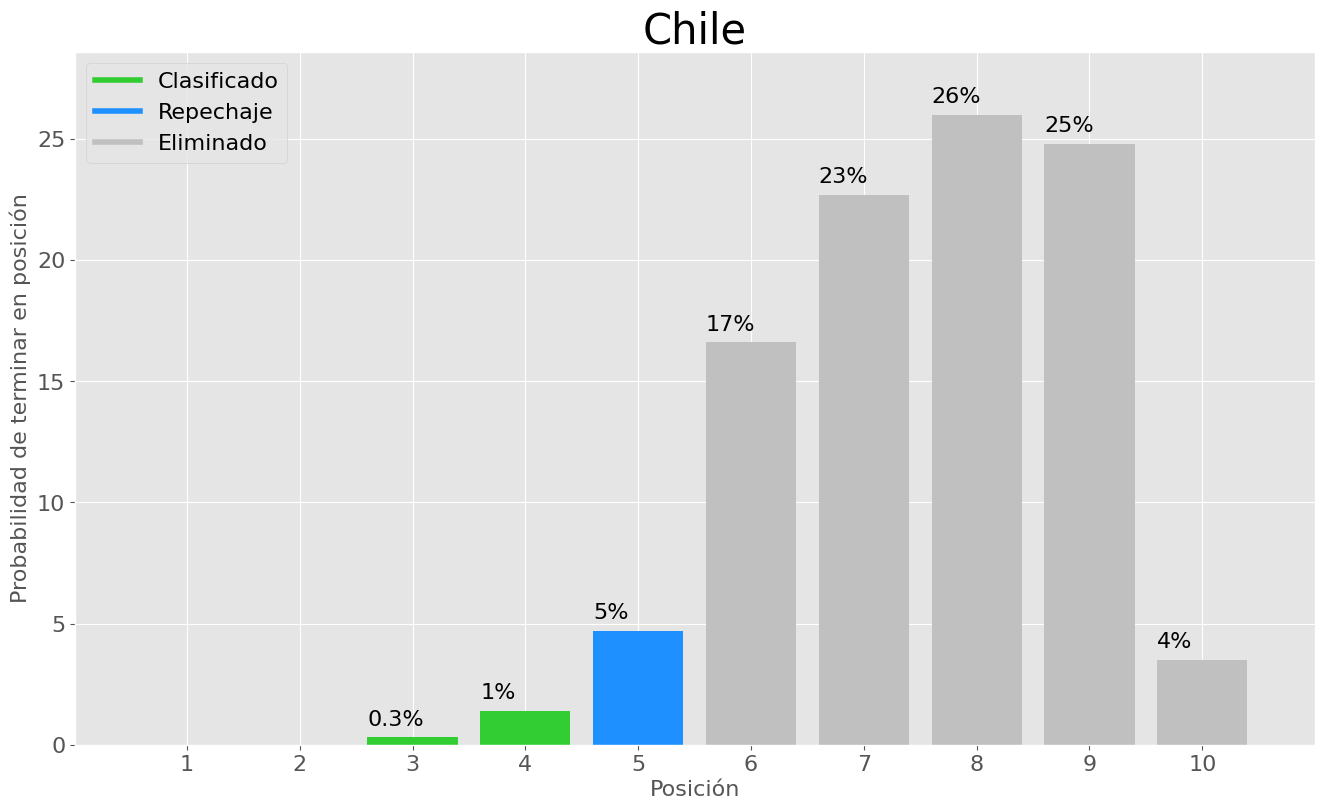 Chile
Clasificado
Repechaje
Eliminado
Probabilidad de terminar en posición
25
20
15
10
5
0
0.3%
1%
5%
17%
23%
26%
25%
4%
1 2 3 4 5 6 7 8 9 10
Posición